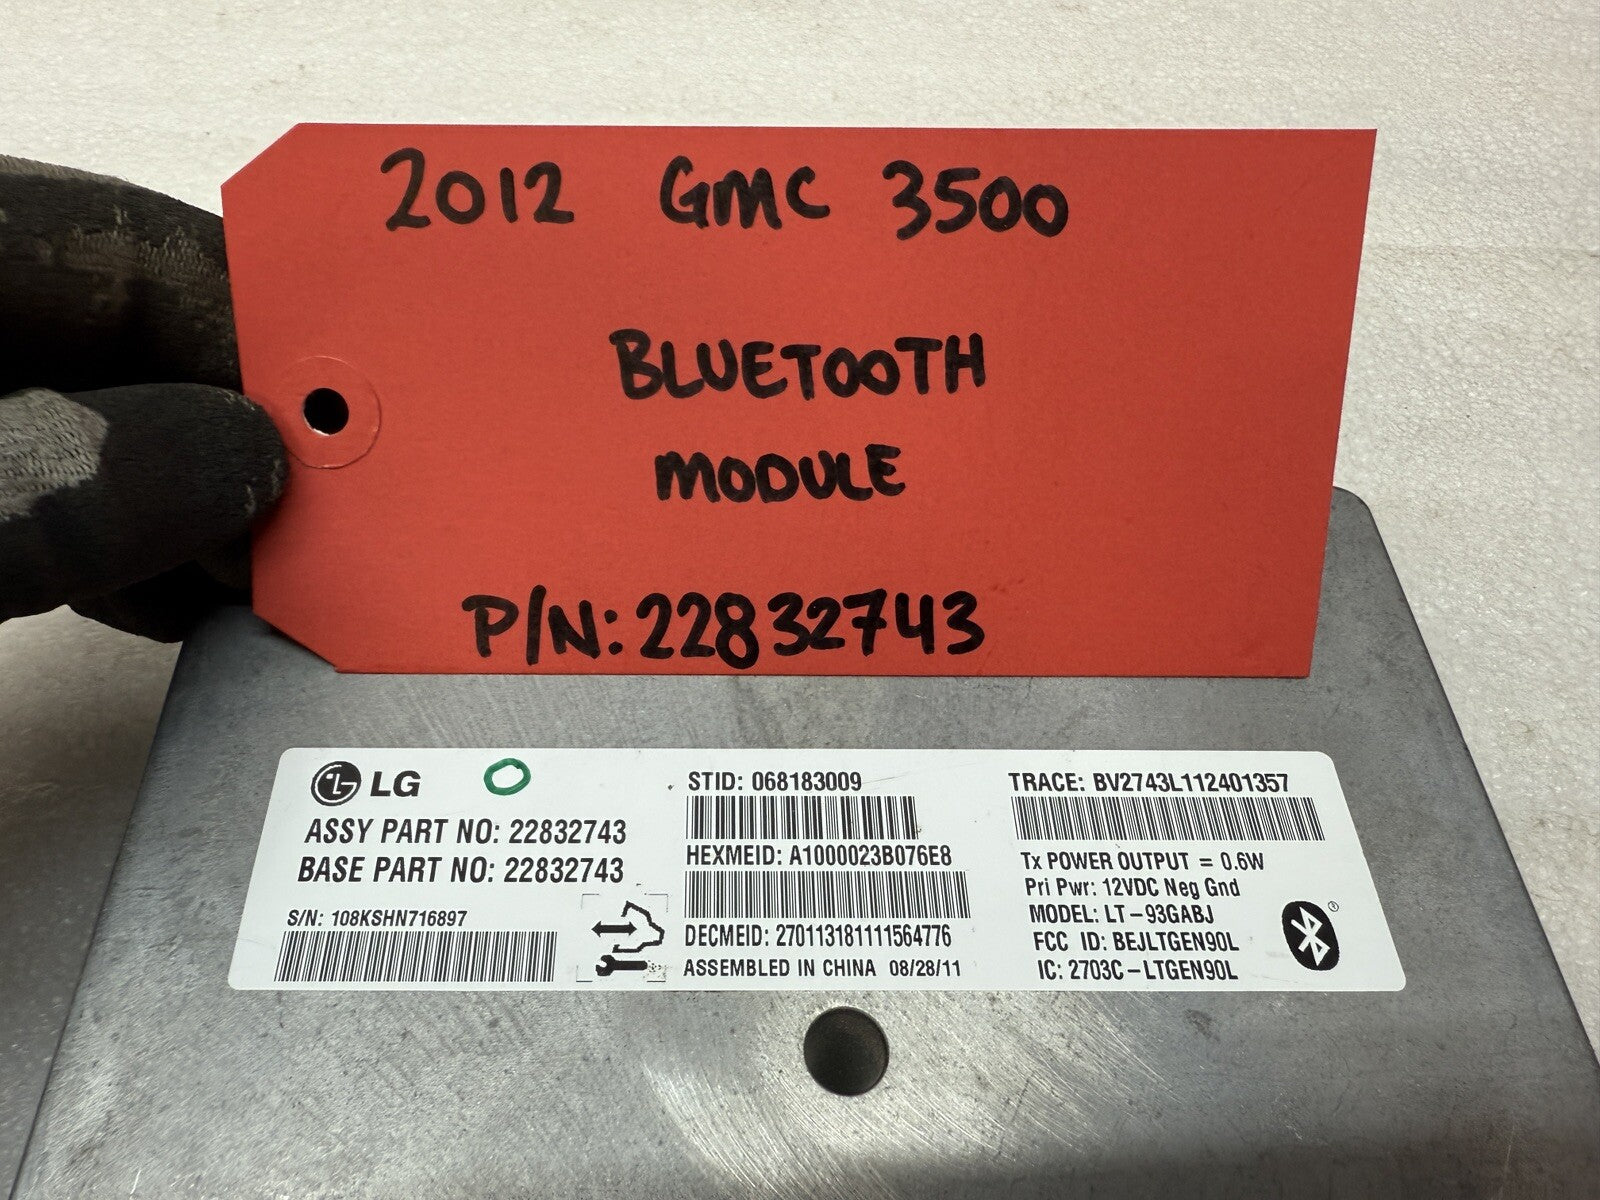 2012 GMC 3500
BLUETOOTH
MODULE
P/N: 22832743
LG
ASSY PART NO: 22832743
BASE PART NO: 22832743
S/N: 108KSHN716897
STID: 068183009
HEXMEID: A1000023B076E8
DECMEID: 270113181111564776
ASSEMBLED IN CHINA 08/28/11
TRACE: BV2743L112401357
Tx POWER OUTPUT = 0.6W
Pri Pwr: 12VDC Neg Gnd
MODEL: LT-93GABJ
FCC ID: BEJLTGEN90L
IC: 2703C-LTGEN90L
®